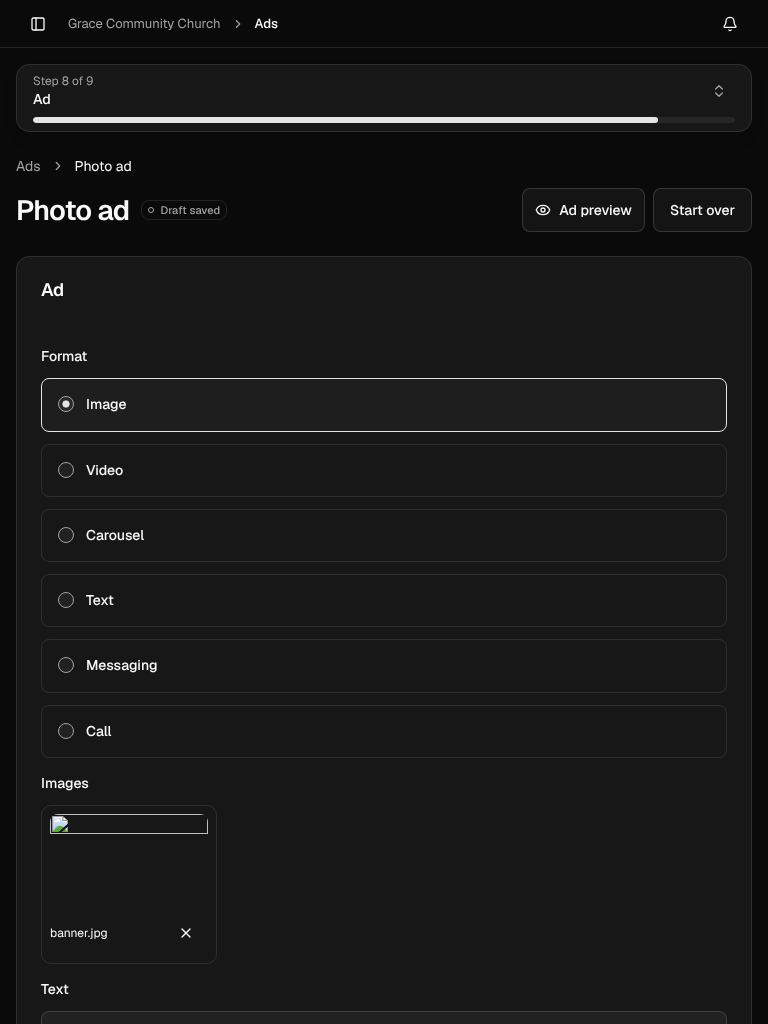 Grace Community Church > Ads
Step 8 of 9
Ad
Ads > Photo ad
Photo ad
Draft saved
Ad preview
Start over
Ad
Format
Image
Video
Carousel
Text
Messaging
Call
Images
banner.jpg
Text